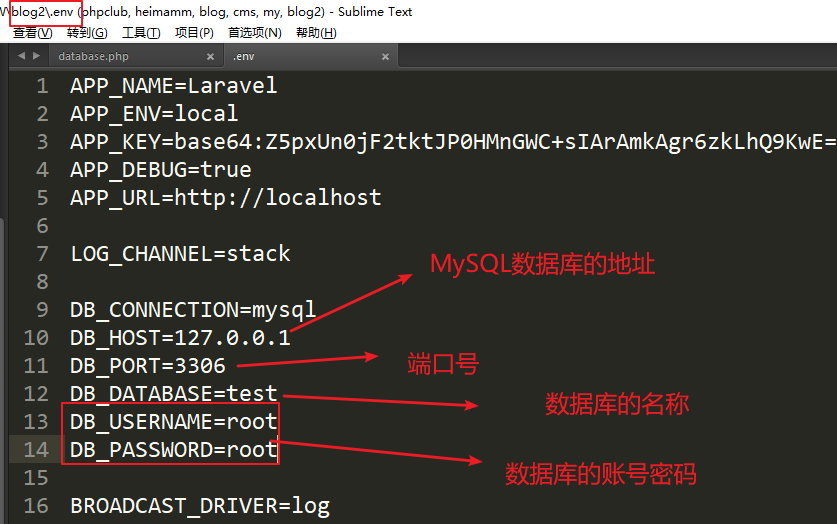 W\blog2\.env (phpclub, heimamm, blog, cms, my, blog2) - Sublime Text
查看(V) 转到(G) 工具(T) 项目(P) 首选项(N) 帮助(H)
database.php × .env ×
1 APP_NAME=Laravel
2 APP_ENV=local
3 APP_KEY=base64:Z5pxUn0jF2tktJP0HMnGWC+sIArAmkAgr6zkLhQ9KwE=
4 APP_DEBUG=true
5 APP_URL=http://localhost
6
7 LOG_CHANNEL=stack
MySQL数据库的地址
8
9 DB_CONNECTION=mysql
10 DB_HOST=127.0.0.1
11 DB_PORT=3306 端口号
12 DB_DATABASE=test 数据库的名称
13 DB_USERNAME=root
14 DB_PASSWORD=root
数据库的账号密码
15
16 BROADCAST_DRIVER=log